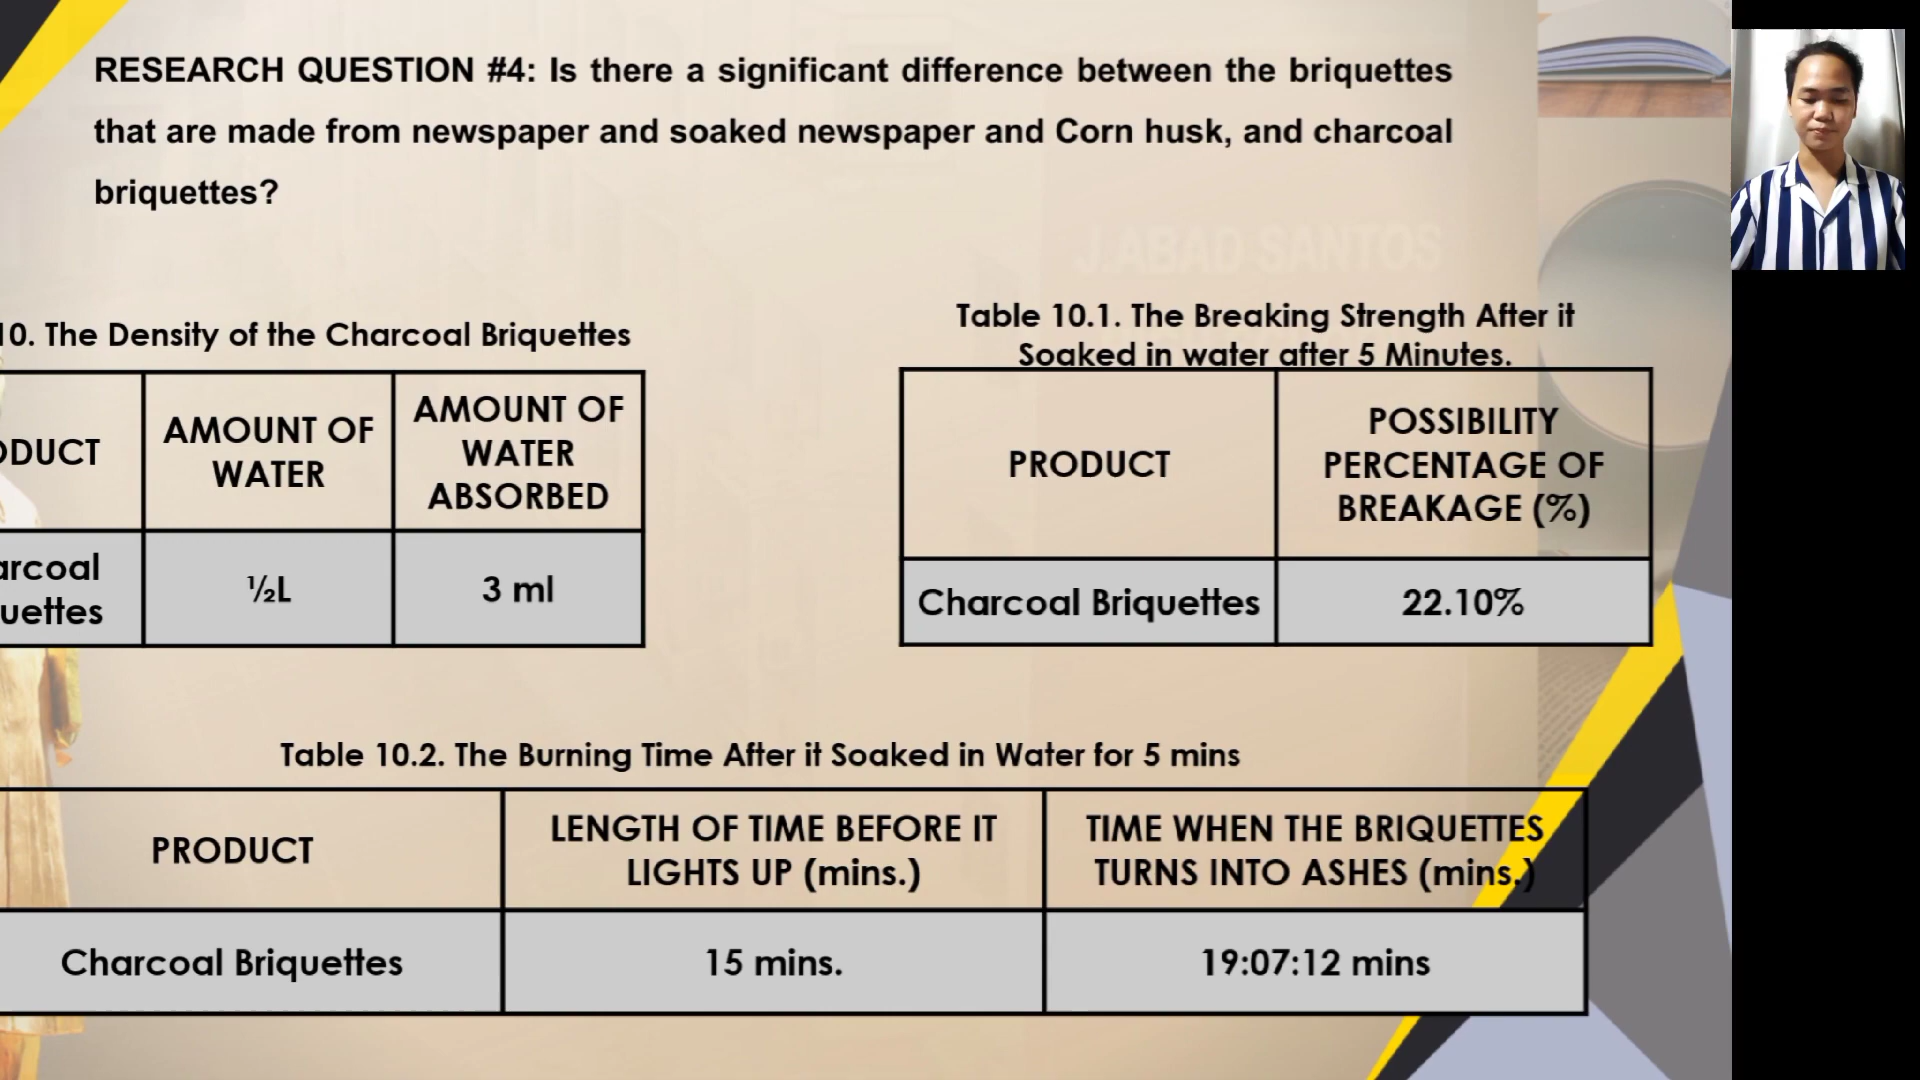 RESEARCH QUESTION #4: Is there a significant difference between the briquettes
that are made from newspaper and soaked newspaper and Corn husk, and charcoal
briquettes?
J.ABAD SANTOS
10. The Density of the Charcoal Briquettes
ODUCT
AMOUNT OF
WATER
AMOUNT OF
WATER
ABSORBED
arcoal
uettes
½L
3 ml
Table 10.1. The Breaking Strength After it
Soaked in water after 5 Minutes.
PRODUCT
POSSIBILITY
PERCENTAGE OF
BREAKAGE (%)
Charcoal Briquettes
22.10%
Table 10.2. The Burning Time After it Soaked in Water for 5 mins
PRODUCT
LENGTH OF TIME BEFORE IT
LIGHTS UP (mins.)
TIME WHEN THE BRIQUETTES
TURNS INTO ASHES (mins.)
Charcoal Briquettes
15 mins.
19:07:12 mins